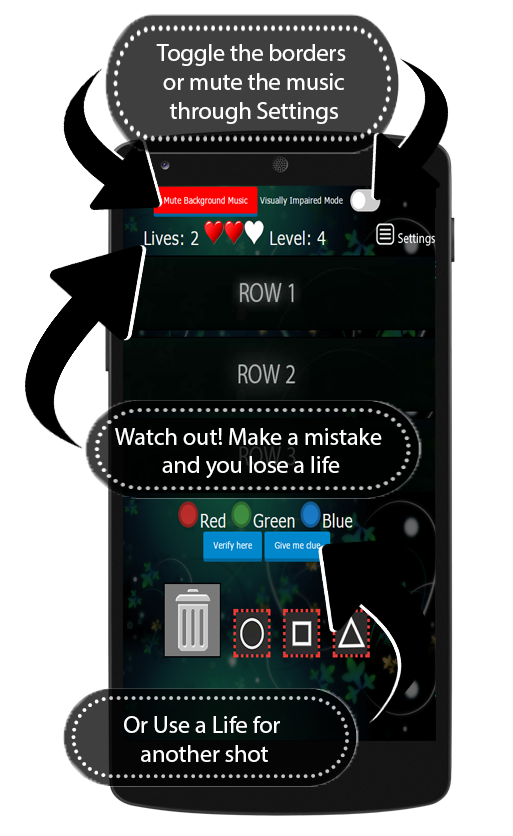 Toggle the borders
or mute the music
through Settings
Mute Background Music Visually Impaired Mode
Lives: 2 Level: 4 Settings
ROW 1
ROW 2
Watch out! Make a mistake
and you lose a life
ROW 3
Red Green Blue
Verify here Give me clue
Or Use a Life for
another shot